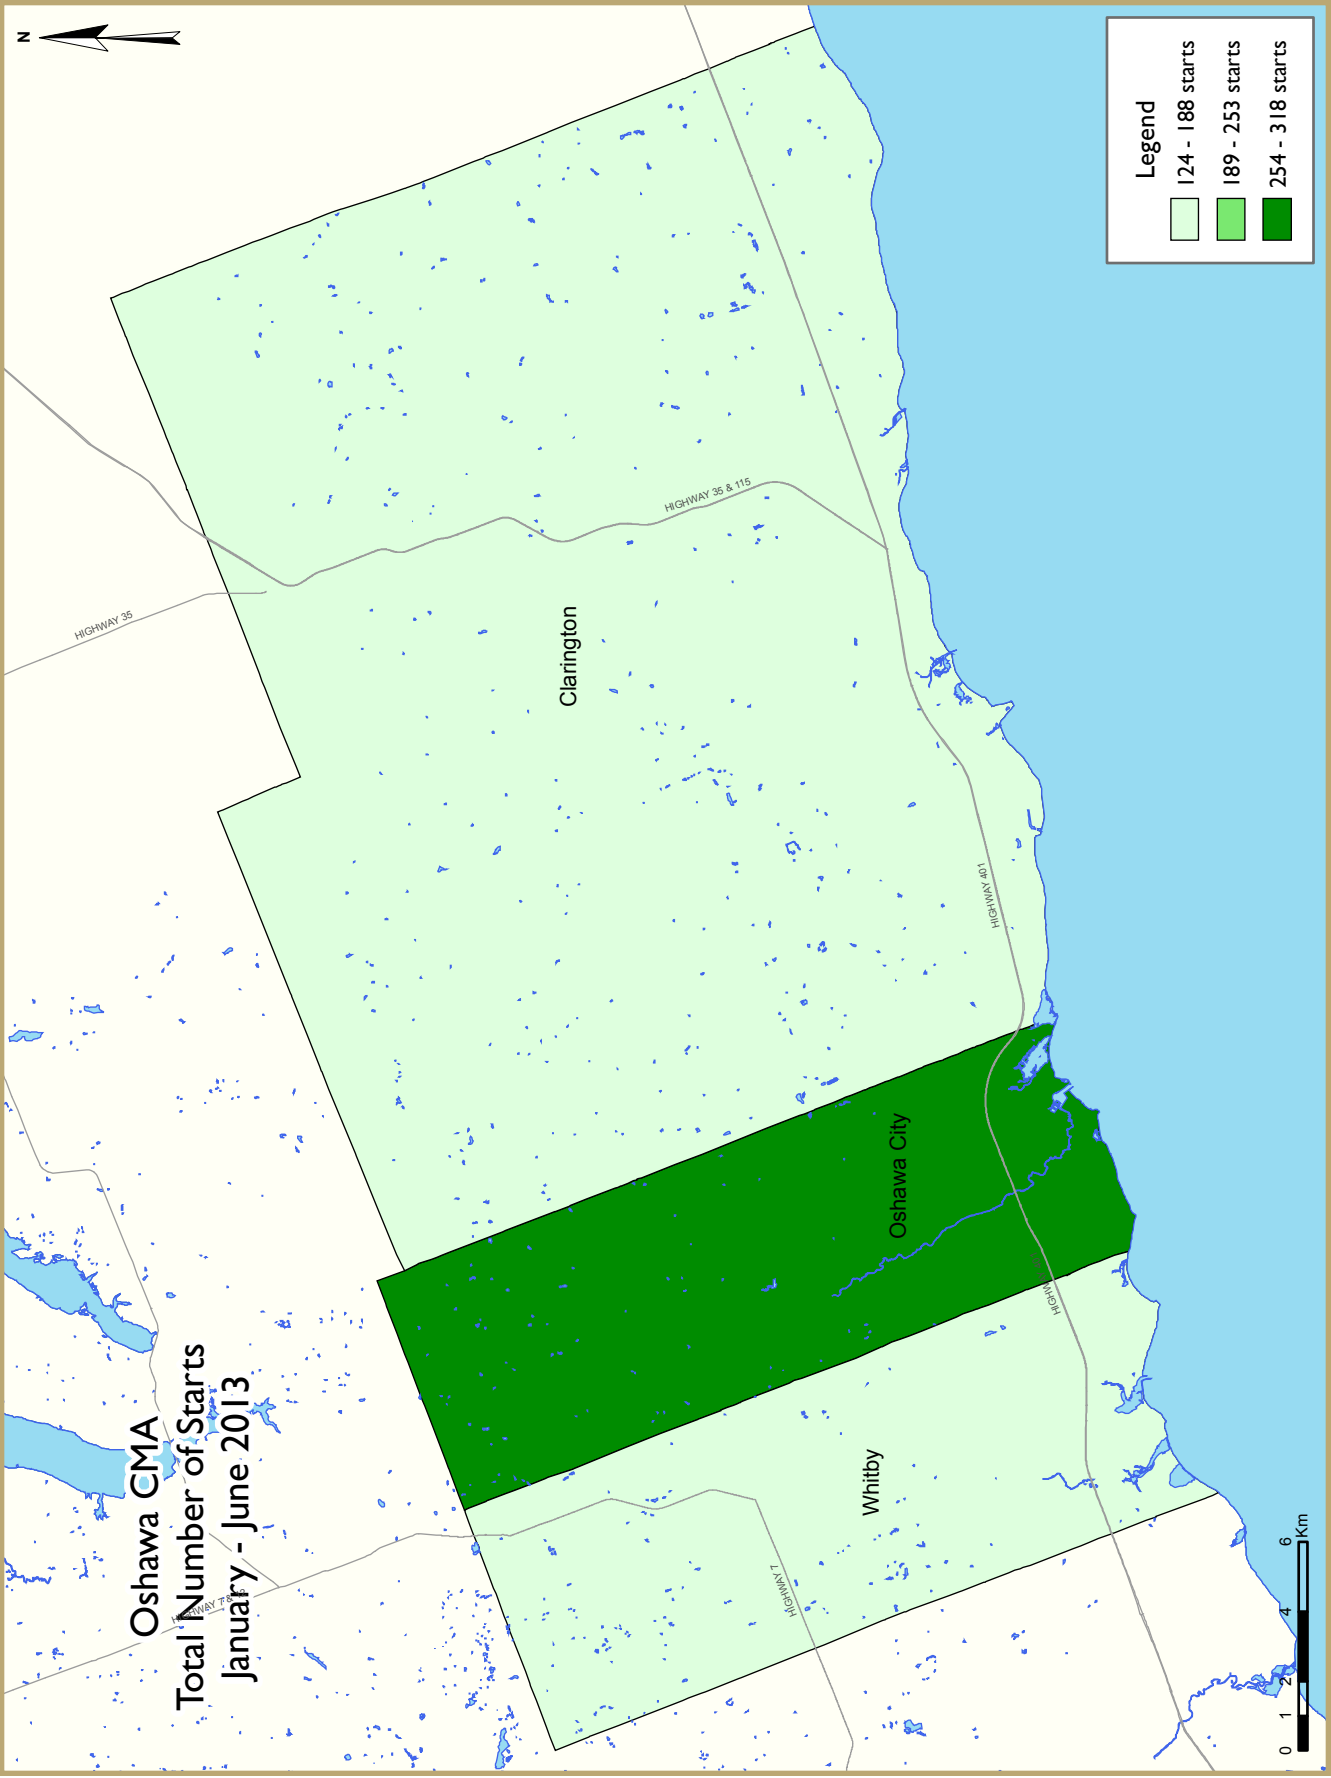 Oshawa CMA
Total Number of Starts
January - June 2013
N
HIGHWAY 35
HIGHWAY 35 & 115
Clarington
HIGHWAY 401
Oshawa City
Whitby
HIGHWAY 7
HIGHWAY 7 &
0 1 2 4 6
Km
Legend
124 - 188 starts
189 - 253 starts
254 - 318 starts